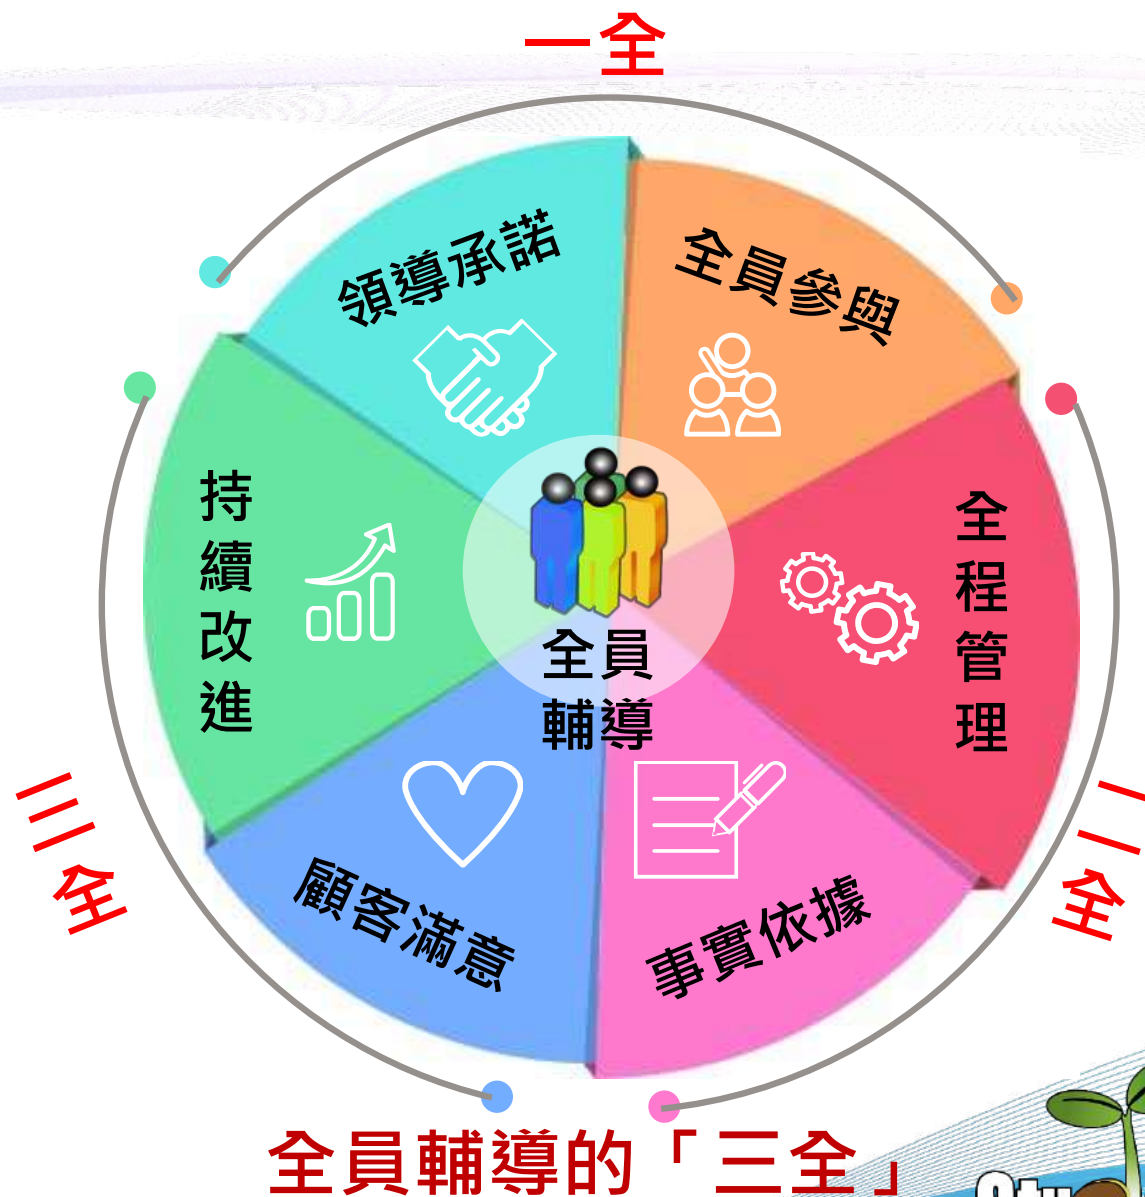 一全
領導承諾
全員參與
持續改進
全程管理
全員
輔導
三全
二全
顧客滿意
事實依據
全員輔導的「三全」